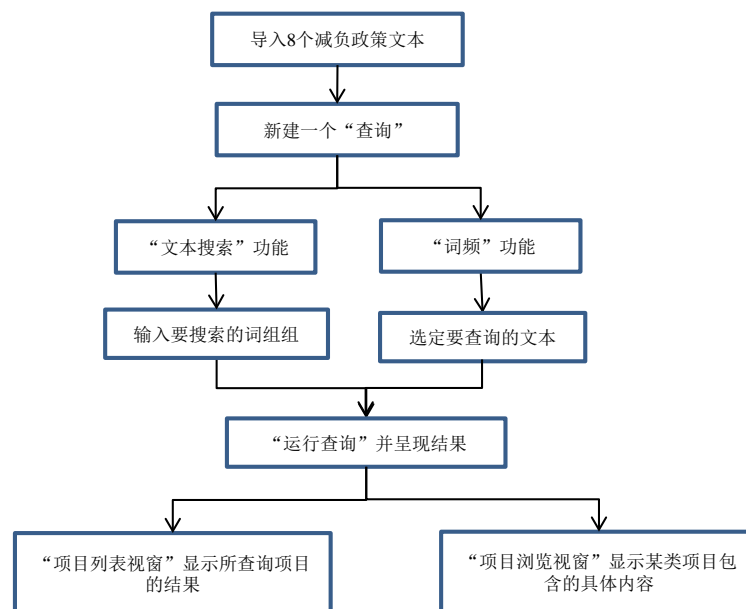 导入8个减负政策文本
新建一个“查询”
“文本搜索”功能
“词频”功能
输入要搜索的词组组
选定要查询的文本
“运行查询”并呈现结果
“项目列表视窗”显示所查询项目
的结果
“项目浏览视窗”显示某类项目包
含的具体内容